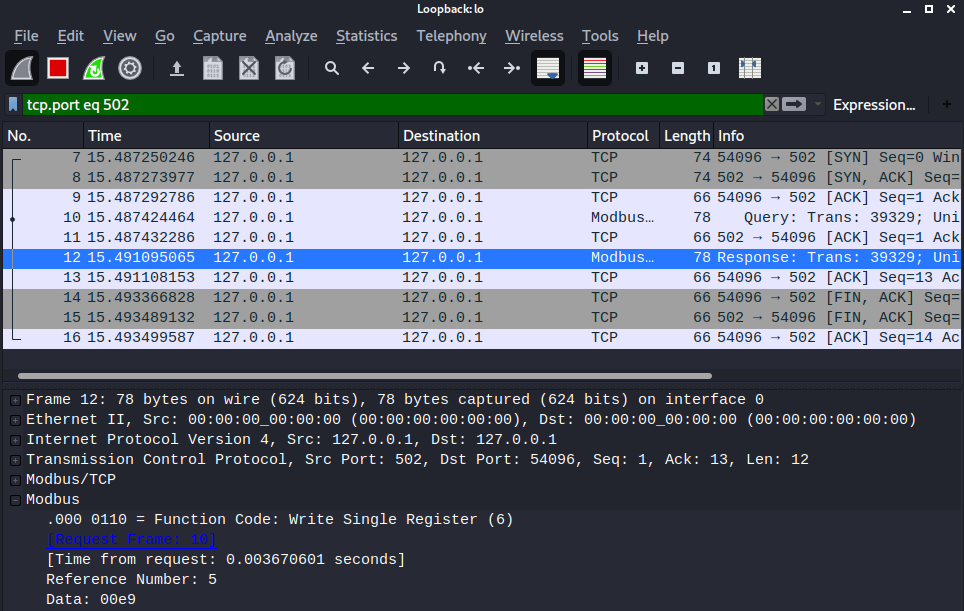 Loopback: lo
File Edit View Go Capture Analyze Statistics Telephony Wireless Tools Help
tcp.port eq 502 Expression... +
No. Time Source Destination Protocol Length Info
7 15.487250246 127.0.0.1 127.0.0.1 TCP 74 54096 → 502 [SYN] Seq=0 Win
8 15.487273977 127.0.0.1 127.0.0.1 TCP 74 502 → 54096 [SYN, ACK] Seq=
9 15.487292786 127.0.0.1 127.0.0.1 TCP 66 54096 → 502 [ACK] Seq=1 Ack
10 15.487424464 127.0.0.1 127.0.0.1 Modbus… 78 Query: Trans: 39329; Uni
11 15.487432286 127.0.0.1 127.0.0.1 TCP 66 502 → 54096 [ACK] Seq=1 Ack
12 15.491095065 127.0.0.1 127.0.0.1 Modbus… 78 Response: Trans: 39329; Uni
13 15.491108153 127.0.0.1 127.0.0.1 TCP 66 54096 → 502 [ACK] Seq=13 Ac
14 15.493366828 127.0.0.1 127.0.0.1 TCP 66 54096 → 502 [FIN, ACK] Seq=
15 15.493489132 127.0.0.1 127.0.0.1 TCP 66 502 → 54096 [FIN, ACK] Seq=
16 15.493499587 127.0.0.1 127.0.0.1 TCP 66 54096 → 502 [ACK] Seq=14 Ac
Frame 12: 78 bytes on wire (624 bits), 78 bytes captured (624 bits) on interface 0
Ethernet II, Src: 00:00:00_00:00:00 (00:00:00:00:00:00), Dst: 00:00:00_00:00:00 (00:00:00:00:00:00)
Internet Protocol Version 4, Src: 127.0.0.1, Dst: 127.0.0.1
Transmission Control Protocol, Src Port: 502, Dst Port: 54096, Seq: 1, Ack: 13, Len: 12
Modbus/TCP
Modbus
.000 0110 = Function Code: Write Single Register (6)
[Request Frame: 10]
[Time from request: 0.003670601 seconds]
Reference Number: 5
Data: 00e9